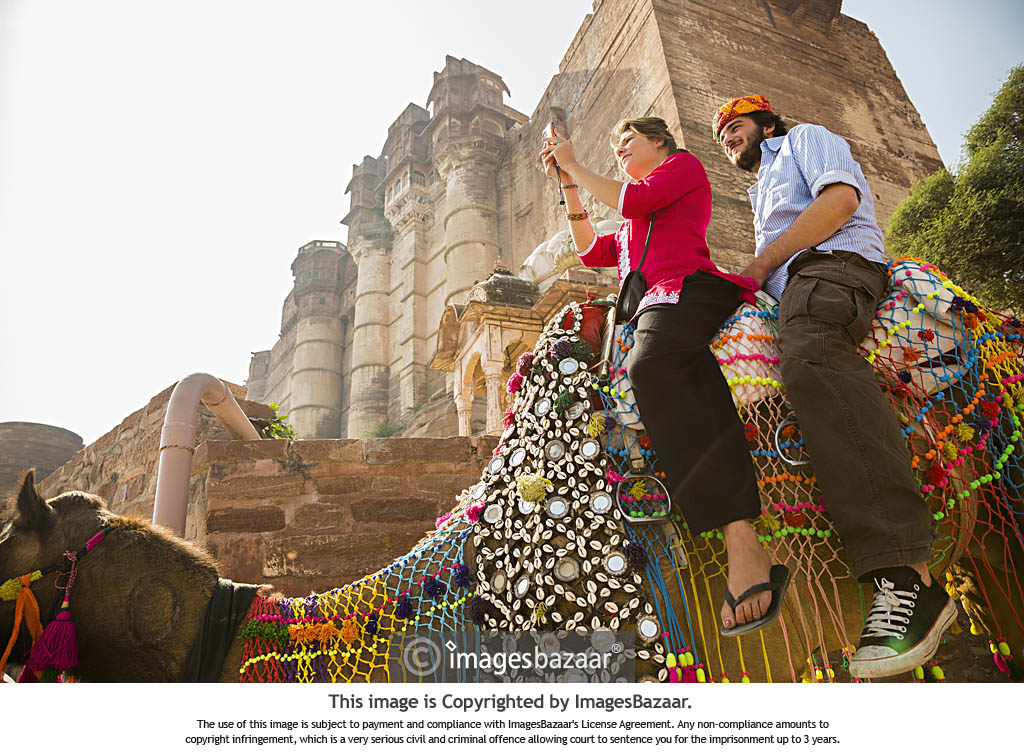 © imagesbazaar®
This image is Copyrighted by ImagesBazaar.
The use of this image is subject to payment and compliance with ImagesBazaar's License Agreement. Any non-compliance amounts to
copyright infringement, which is a very serious civil and criminal offence allowing court to sentence you for the imprisonment up to 3 years.